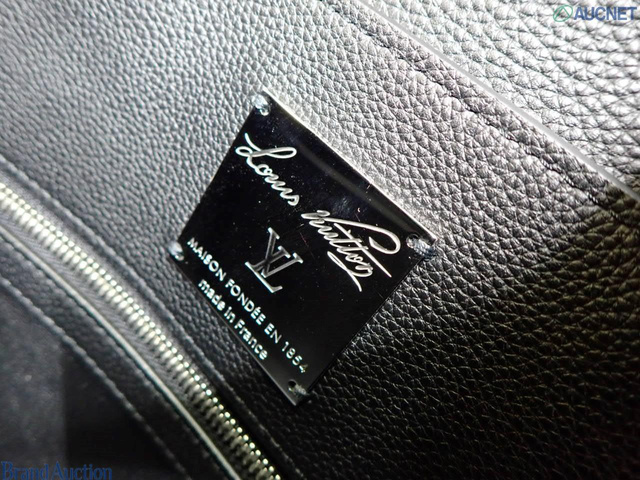 AUCNET
Louis Vuitton
LV
MAISON FONDÉE EN 1854
made in France
Brand Auction